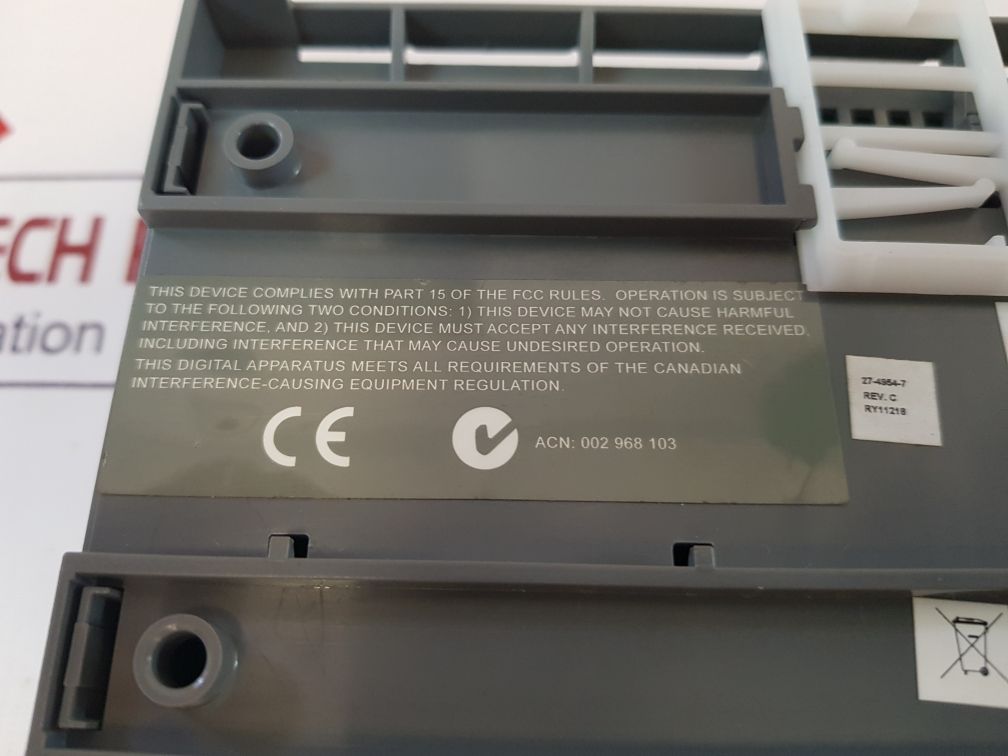 ECH
ation
THIS DEVICE COMPLIES WITH PART 15 OF THE FCC RULES. OPERATION IS SUBJECT
TO THE FOLLOWING TWO CONDITIONS: 1) THIS DEVICE MAY NOT CAUSE HARMFUL
INTERFERENCE, AND 2) THIS DEVICE MUST ACCEPT ANY INTERFERENCE RECEIVED,
INCLUDING INTERFERENCE THAT MAY CAUSE UNDESIRED OPERATION.
THIS DIGITAL APPARATUS MEETS ALL REQUIREMENTS OF THE CANADIAN
INTERFERENCE-CAUSING EQUIPMENT REGULATION.
CE
ACN: 002 968 103
27-4954-7
REV. C
RY11218